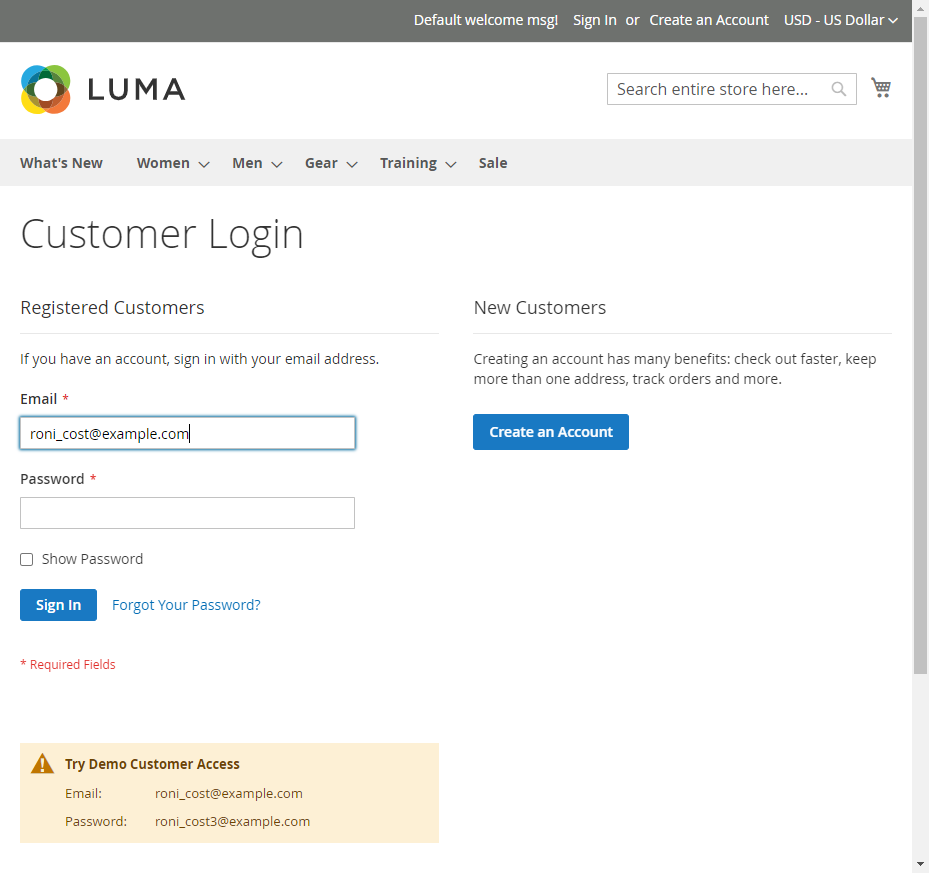 Default welcome msg! Sign In or Create an Account USD - US Dollar
LUMA
Search entire store here...
What's New Women Men Gear Training Sale
Customer Login
Registered Customers
If you have an account, sign in with your email address.
Email *
roni_cost@example.com
Password *
Show Password
Sign In Forgot Your Password?
* Required Fields
New Customers
Creating an account has many benefits: check out faster, keep
more than one address, track orders and more.
Create an Account
Try Demo Customer Access
Email: roni_cost@example.com
Password: roni_cost3@example.com